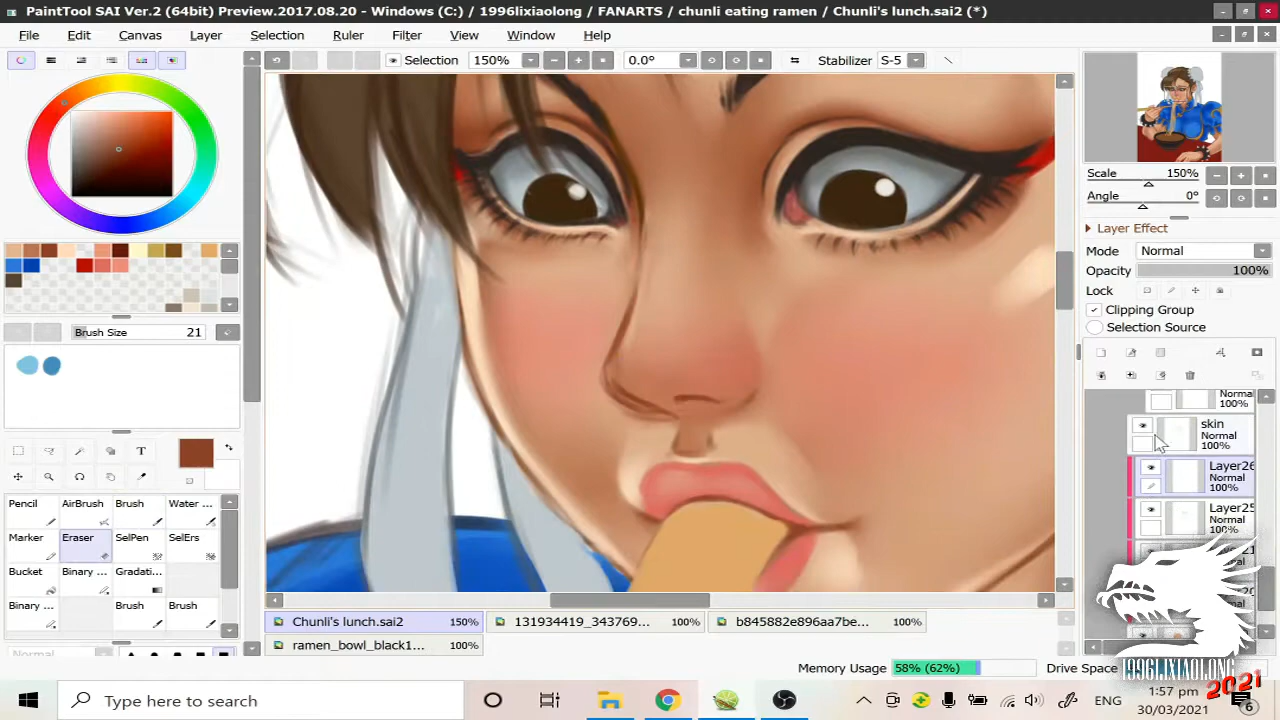 PaintTool SAI Ver.2 (64bit) Preview.2017.08.20 - Windows (C:) / 1996lixiaolong / FANARTS / chunli eating ramen / Chunli's lunch.sai2 (*)
File Edit Canvas Layer Selection Ruler Filter View Window Help
Selection 150% 0.0° Stabilizer S-5
Scale 150%
Angle 0°
Layer Effect
Mode Normal
Opacity 100%
Lock
Clipping Group
Selection Source
Normal
100%
skin
Normal
100%
Layer26
Normal
100%
Layer25
Normal
100%
Brush Size 21
T
Pencil AirBrush Brush Water ...
Marker Eraser SelPen SelErs
Bucket Binary ... Gradati...
Binary ... Brush Brush
Normal
Chunli's lunch.sai2 150% 131934419_343769... 100% b845882e896aa7be... 100%
ramen_bowl_black1... 100%
Memory Usage 58% (62%) Drive Space
1996LIXIAOLONG
2021
Type here to search
ENG
1:57 pm
30/03/2021
6